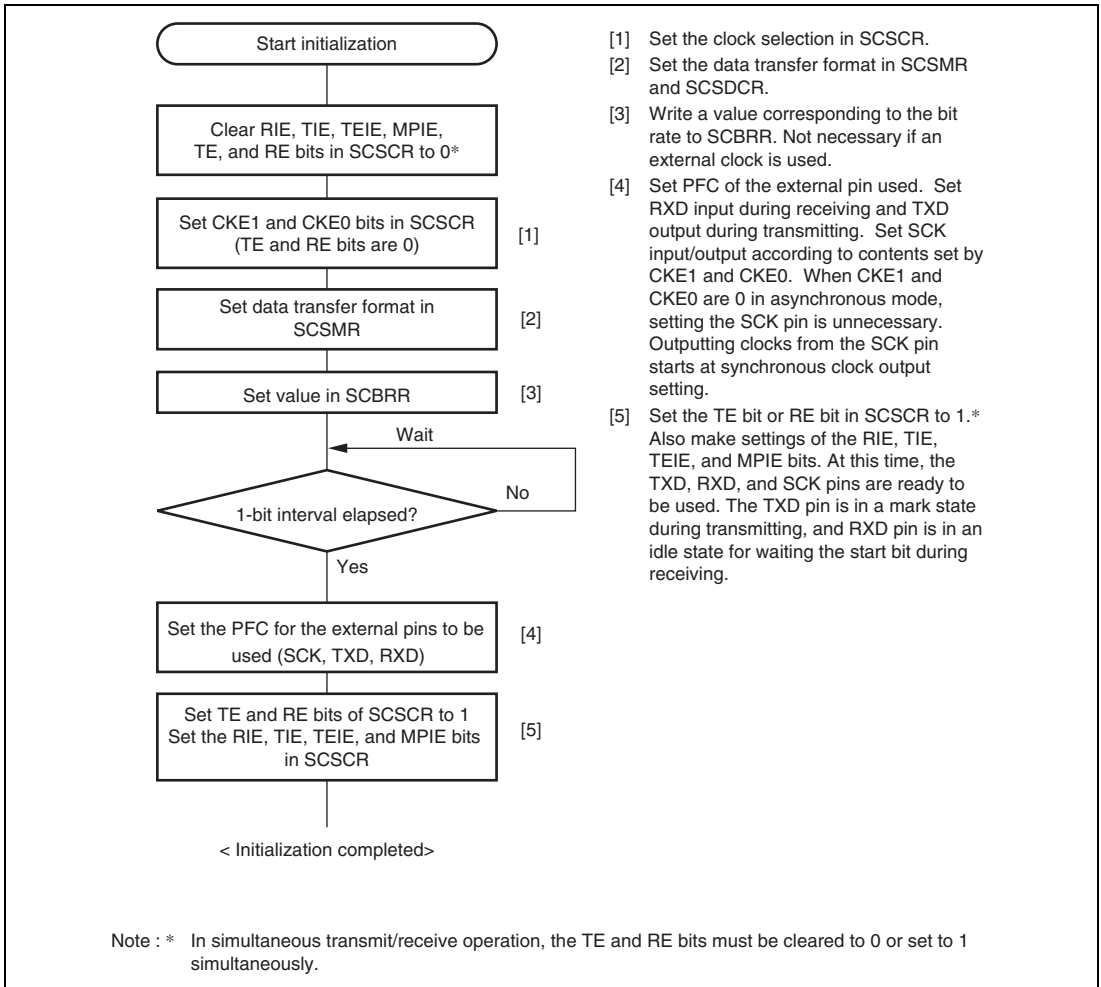 Start initialization
Clear RIE, TIE, TEIE, MPIE,
TE, and RE bits in SCSCR to 0*
Set CKE1 and CKE0 bits in SCSCR
(TE and RE bits are 0)
[1]
Set data transfer format in
SCSMR
[2]
Set value in SCBRR
[3]
Wait
1-bit interval elapsed?
No
Yes
Set the PFC for the external pins to be
used (SCK, TXD, RXD)
[4]
Set TE and RE bits of SCSCR to 1
Set the RIE, TIE, TEIE, and MPIE bits
in SCSCR
[5]
< Initialization completed>
[1] Set the clock selection in SCSCR.
[2] Set the data transfer format in SCSMR
and SCSDCR.
[3] Write a value corresponding to the bit
rate to SCBRR. Not necessary if an
external clock is used.
[4] Set PFC of the external pin used. Set
RXD input during receiving and TXD
output during transmitting. Set SCK
input/output according to contents set by
CKE1 and CKE0. When CKE1 and
CKE0 are 0 in asynchronous mode,
setting the SCK pin is unnecessary.
Outputting clocks from the SCK pin
starts at synchronous clock output
setting.
[5] Set the TE bit or RE bit in SCSCR to 1.*
Also make settings of the RIE, TIE,
TEIE, and MPIE bits. At this time, the
TXD, RXD, and SCK pins are ready to
be used. The TXD pin is in a mark state
during transmitting, and RXD pin is in an
idle state for waiting the start bit during
receiving.
Note : * In simultaneous transmit/receive operation, the TE and RE bits must be cleared to 0 or set to 1
simultaneously.